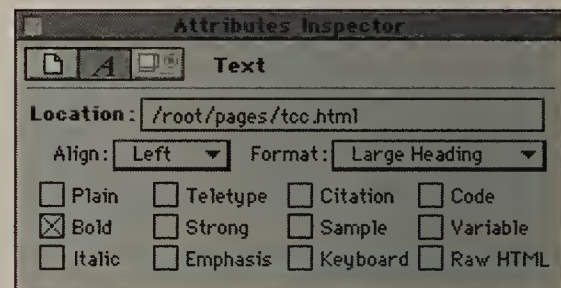 Attributes Inspector
A Text
Location: /root/pages/tcc.html
Align: Left Format: Large Heading
Plain Teletype Citation Code
Bold Strong Sample Variable
Italic Emphasis Keyboard Raw HTML